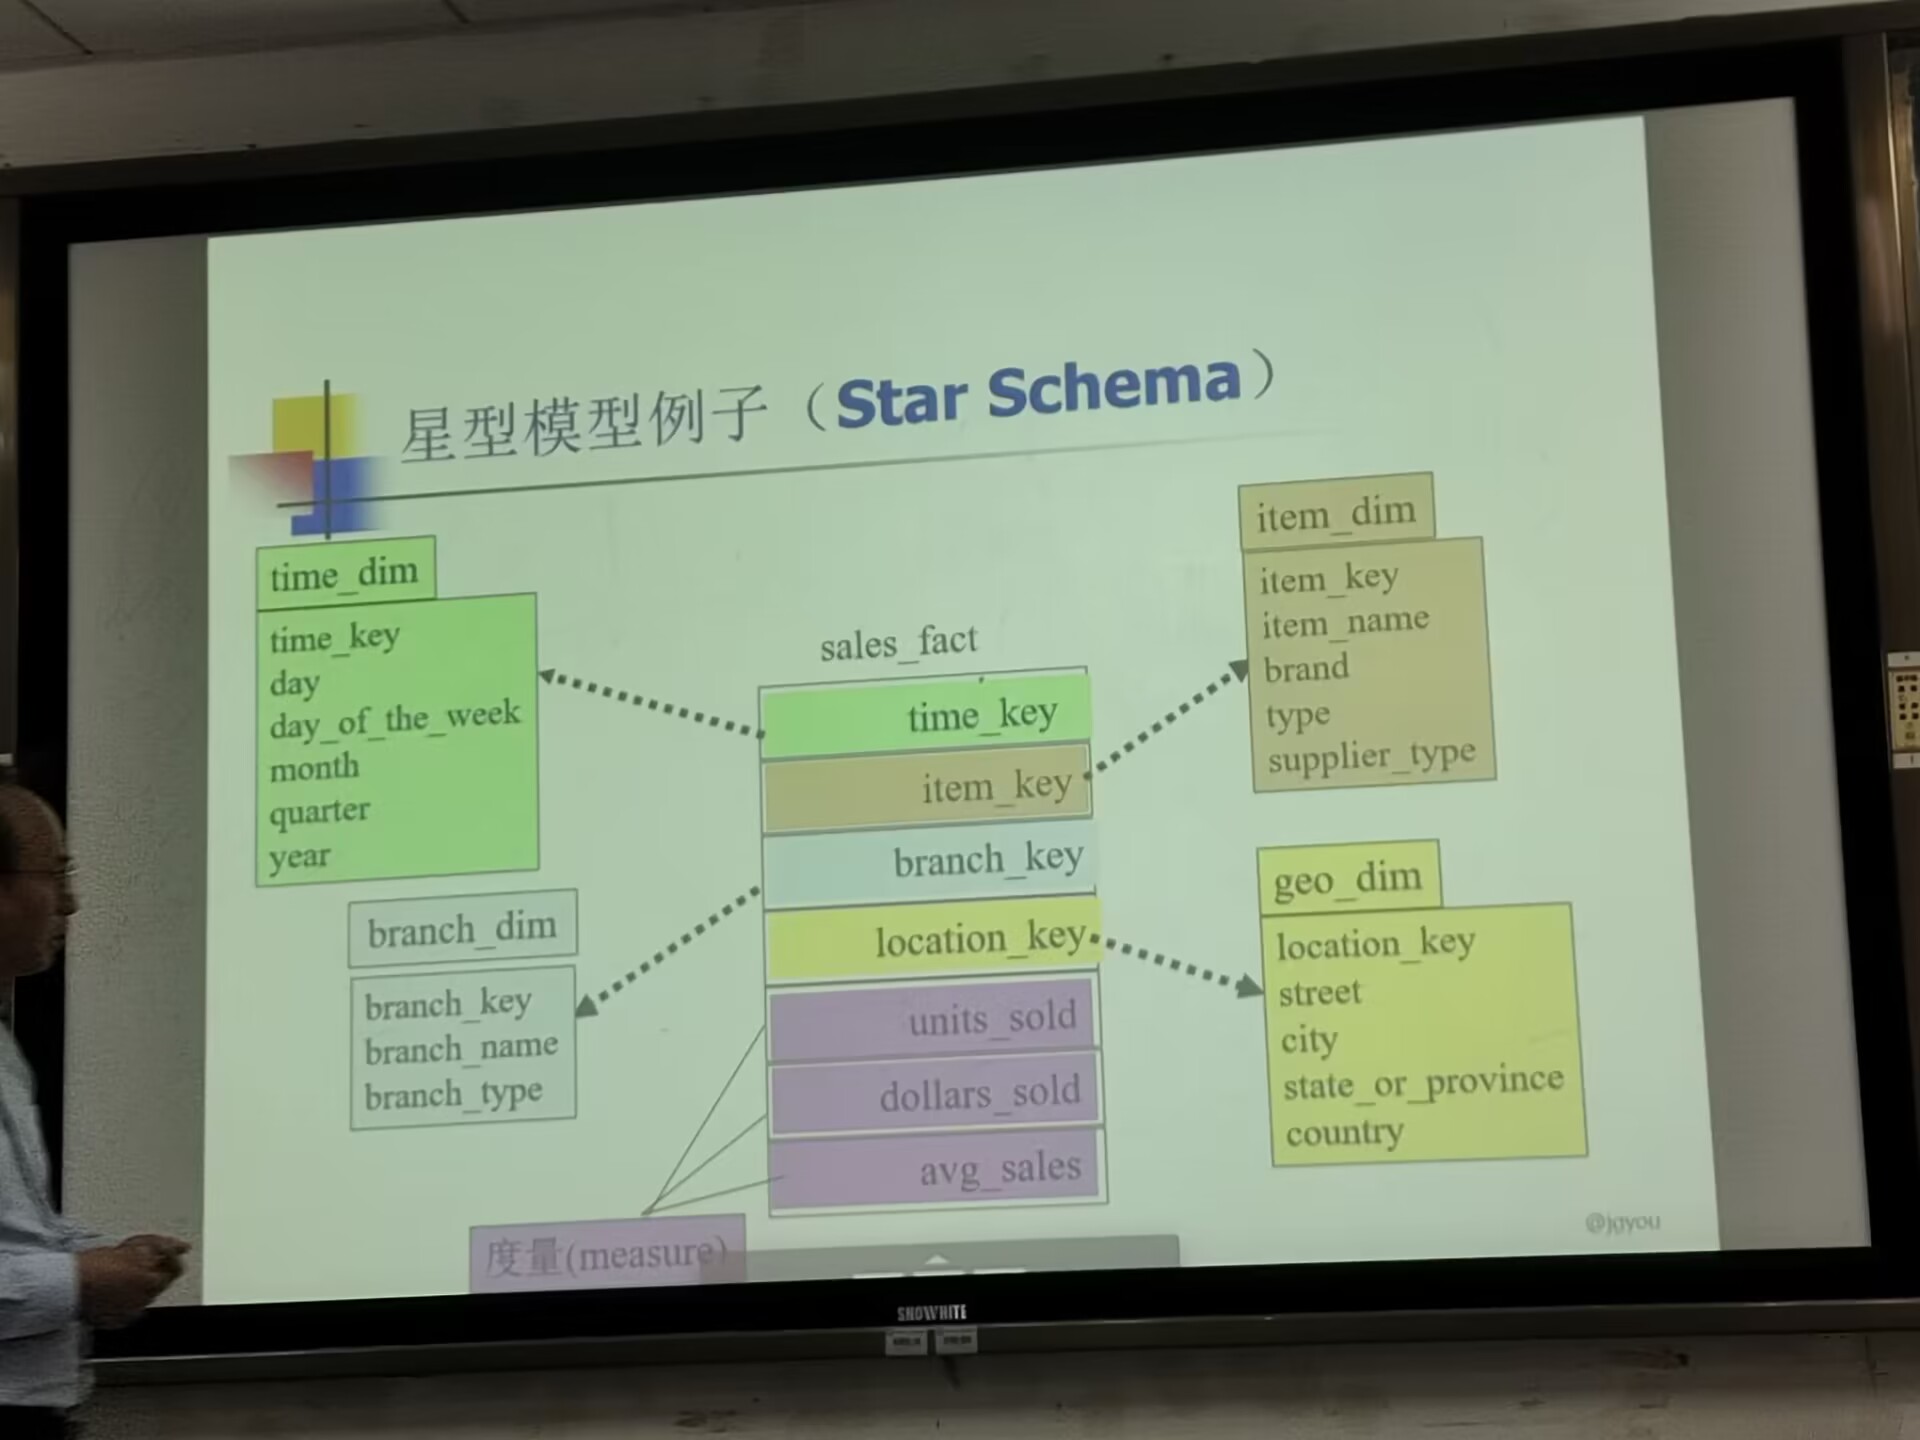 星型模型例子（Star Schema）
time_dim
time_key
day
day_of_the_week
month
quarter
year
branch_dim
branch_key
branch_name
branch_type
sales_fact
time_key
item_key
branch_key
location_key
units_sold
dollars_sold
avg_sales
度量(measure)
item_dim
item_key
item_name
brand
type
supplier_type
geo_dim
location_key
street
city
state_or_province
country
@jgyou
SNOWHITE